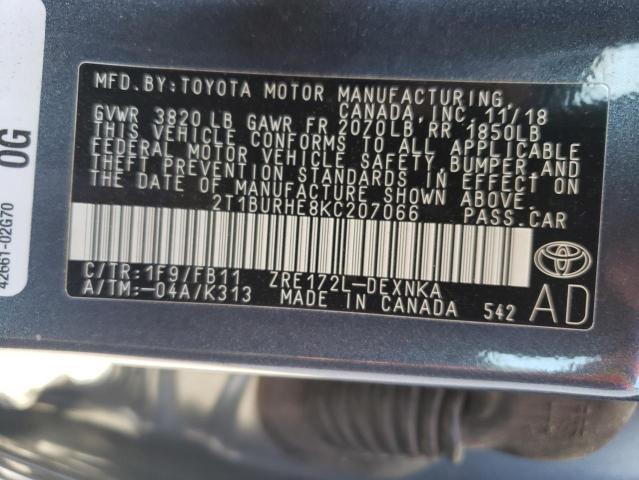 MFD. BY: TOYOTA MOTOR MANUFACTURING,
CANADA, INC. 11/18
GVWR 3820 LB GAWR FR 2070LB RR 1850LB
THIS VEHICLE CONFORMS TO ALL APPLICABLE
FEDERAL MOTOR VEHICLE SAFETY, BUMPER, AND
THEFT PREVENTION STANDARDS IN EFFECT ON
THE DATE OF MANUFACTURE SHOWN ABOVE.
2T1BURHE8KC207066 PASS.CAR
C/TR: 1F9/FB11 ZRE172L-DEXNKA
A/TM: -04A/K313 MADE IN CANADA 542 AD
42661-02G70
0G